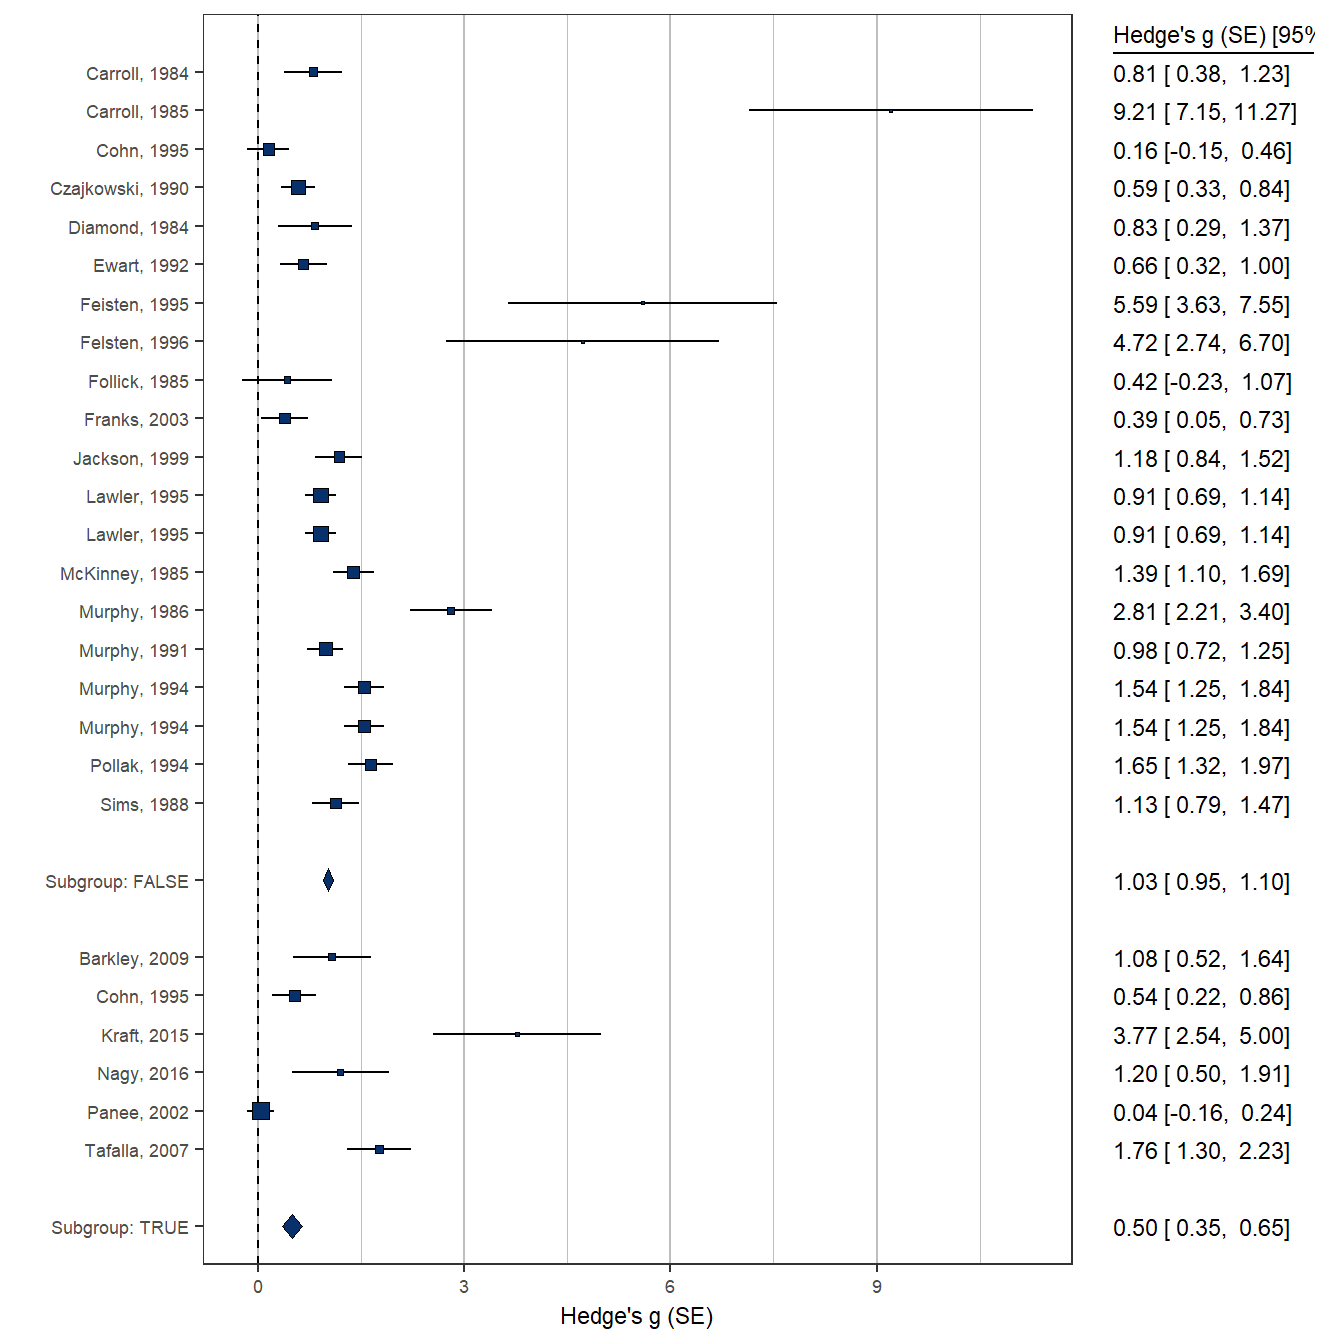 Hedge's g (SE) [95%
Carroll, 1984 0.81 [ 0.38, 1.23]
Carroll, 1985 9.21 [ 7.15, 11.27]
Cohn, 1995 0.16 [-0.15, 0.46]
Czajkowski, 1990 0.59 [ 0.33, 0.84]
Diamond, 1984 0.83 [ 0.29, 1.37]
Ewart, 1992 0.66 [ 0.32, 1.00]
Feisten, 1995 5.59 [ 3.63, 7.55]
Felsten, 1996 4.72 [ 2.74, 6.70]
Follick, 1985 0.42 [-0.23, 1.07]
Franks, 2003 0.39 [ 0.05, 0.73]
Jackson, 1999 1.18 [ 0.84, 1.52]
Lawler, 1995 0.91 [ 0.69, 1.14]
Lawler, 1995 0.91 [ 0.69, 1.14]
McKinney, 1985 1.39 [ 1.10, 1.69]
Murphy, 1986 2.81 [ 2.21, 3.40]
Murphy, 1991 0.98 [ 0.72, 1.25]
Murphy, 1994 1.54 [ 1.25, 1.84]
Murphy, 1994 1.54 [ 1.25, 1.84]
Pollak, 1994 1.65 [ 1.32, 1.97]
Sims, 1988 1.13 [ 0.79, 1.47]
Subgroup: FALSE 1.03 [ 0.95, 1.10]
Barkley, 2009 1.08 [ 0.52, 1.64]
Cohn, 1995 0.54 [ 0.22, 0.86]
Kraft, 2015 3.77 [ 2.54, 5.00]
Nagy, 2016 1.20 [ 0.50, 1.91]
Panee, 2002 0.04 [-0.16, 0.24]
Tafalla, 2007 1.76 [ 1.30, 2.23]
Subgroup: TRUE 0.50 [ 0.35, 0.65]
0 3 6 9
Hedge's g (SE)